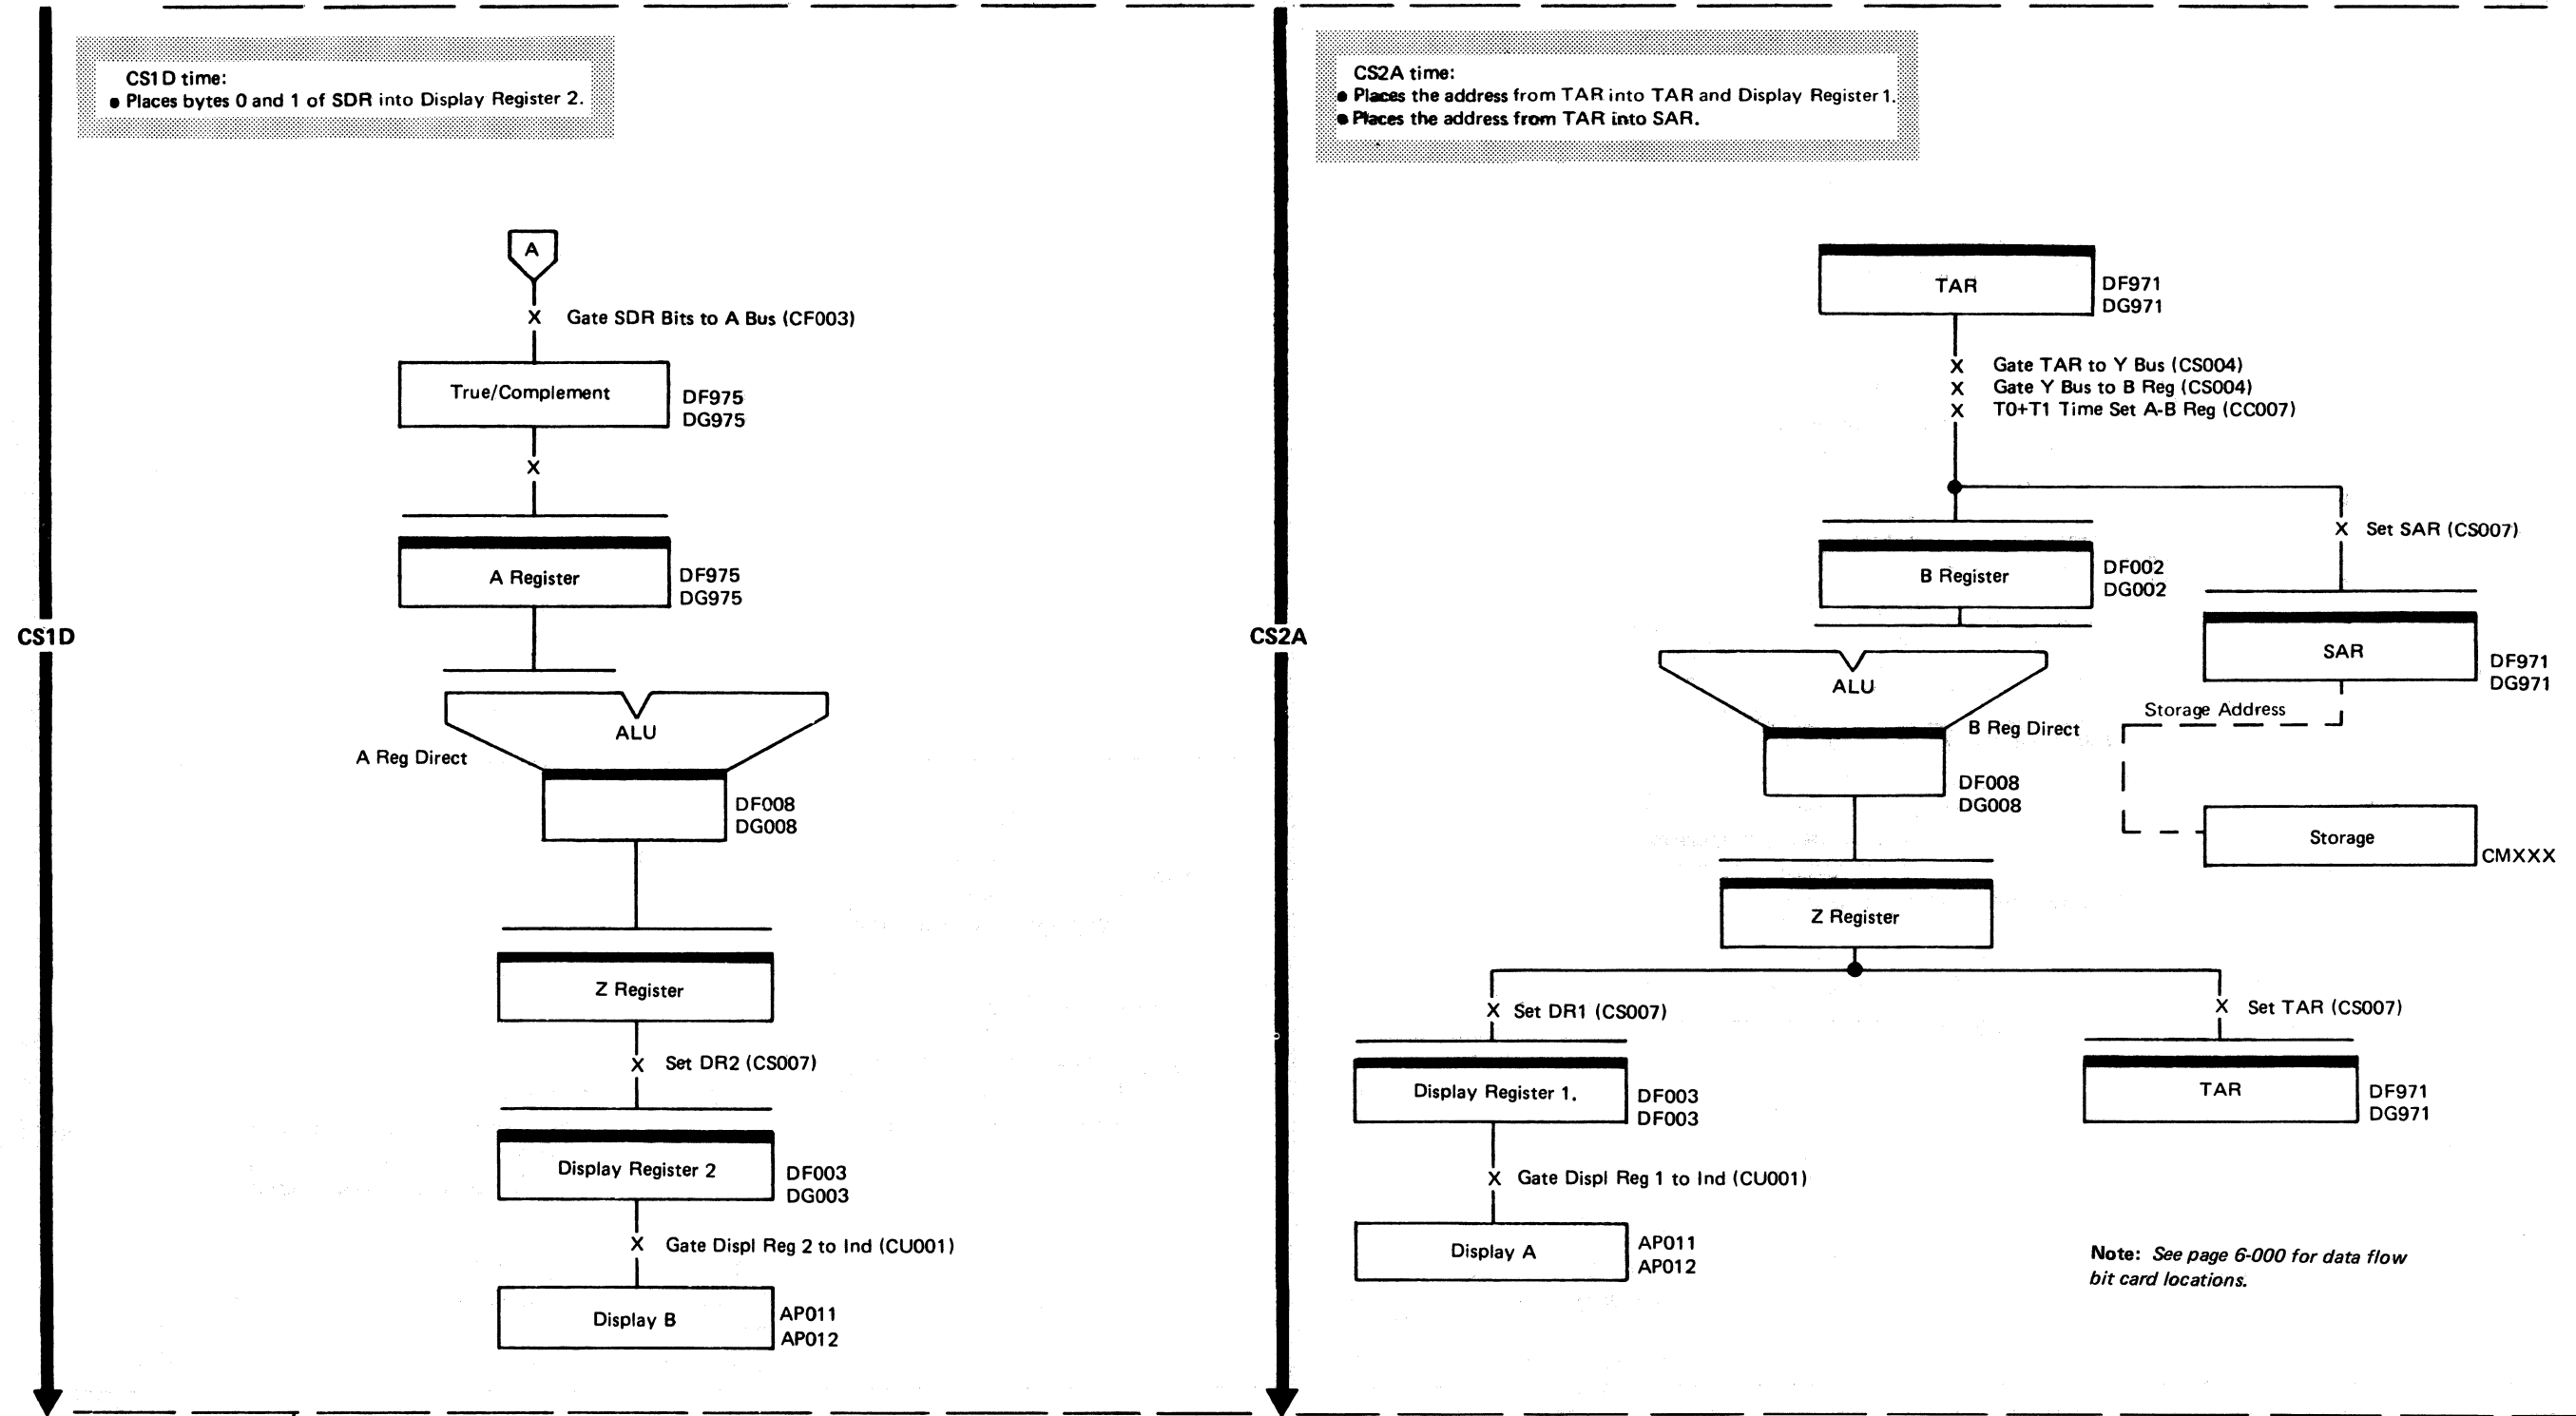 CS1D time:
● Places bytes 0 and 1 of SDR into Display Register 2.
A
X Gate SDR Bits to A Bus (CF003)
True/Complement
DF975
DG975
X
A Register
DF975
DG975
CS1D
ALU
A Reg Direct
DF008
DG008
Z Register
X Set DR2 (CS007)
Display Register 2
DF003
DG003
X Gate Displ Reg 2 to Ind (CU001)
Display B
AP011
AP012
CS2A time:
● Places the address from TAR into TAR and Display Register 1.
● Places the address from TAR into SAR.
TAR
DF971
DG971
X Gate TAR to Y Bus (CS004)
X Gate Y Bus to B Reg (CS004)
X T0+T1 Time Set A-B Reg (CC007)
X Set SAR (CS007)
B Register
DF002
DG002
CS2A
SAR
DF971
DG971
ALU
Storage Address
B Reg Direct
DF008
DG008
Storage
CMXXX
Z Register
X Set DR1 (CS007)
X Set TAR (CS007)
Display Register 1.
DF003
DF003
TAR
DF971
DG971
X Gate Displ Reg 1 to Ind (CU001)
Display A
AP011
AP012
Note: See page 6-000 for data flow
bit card locations.